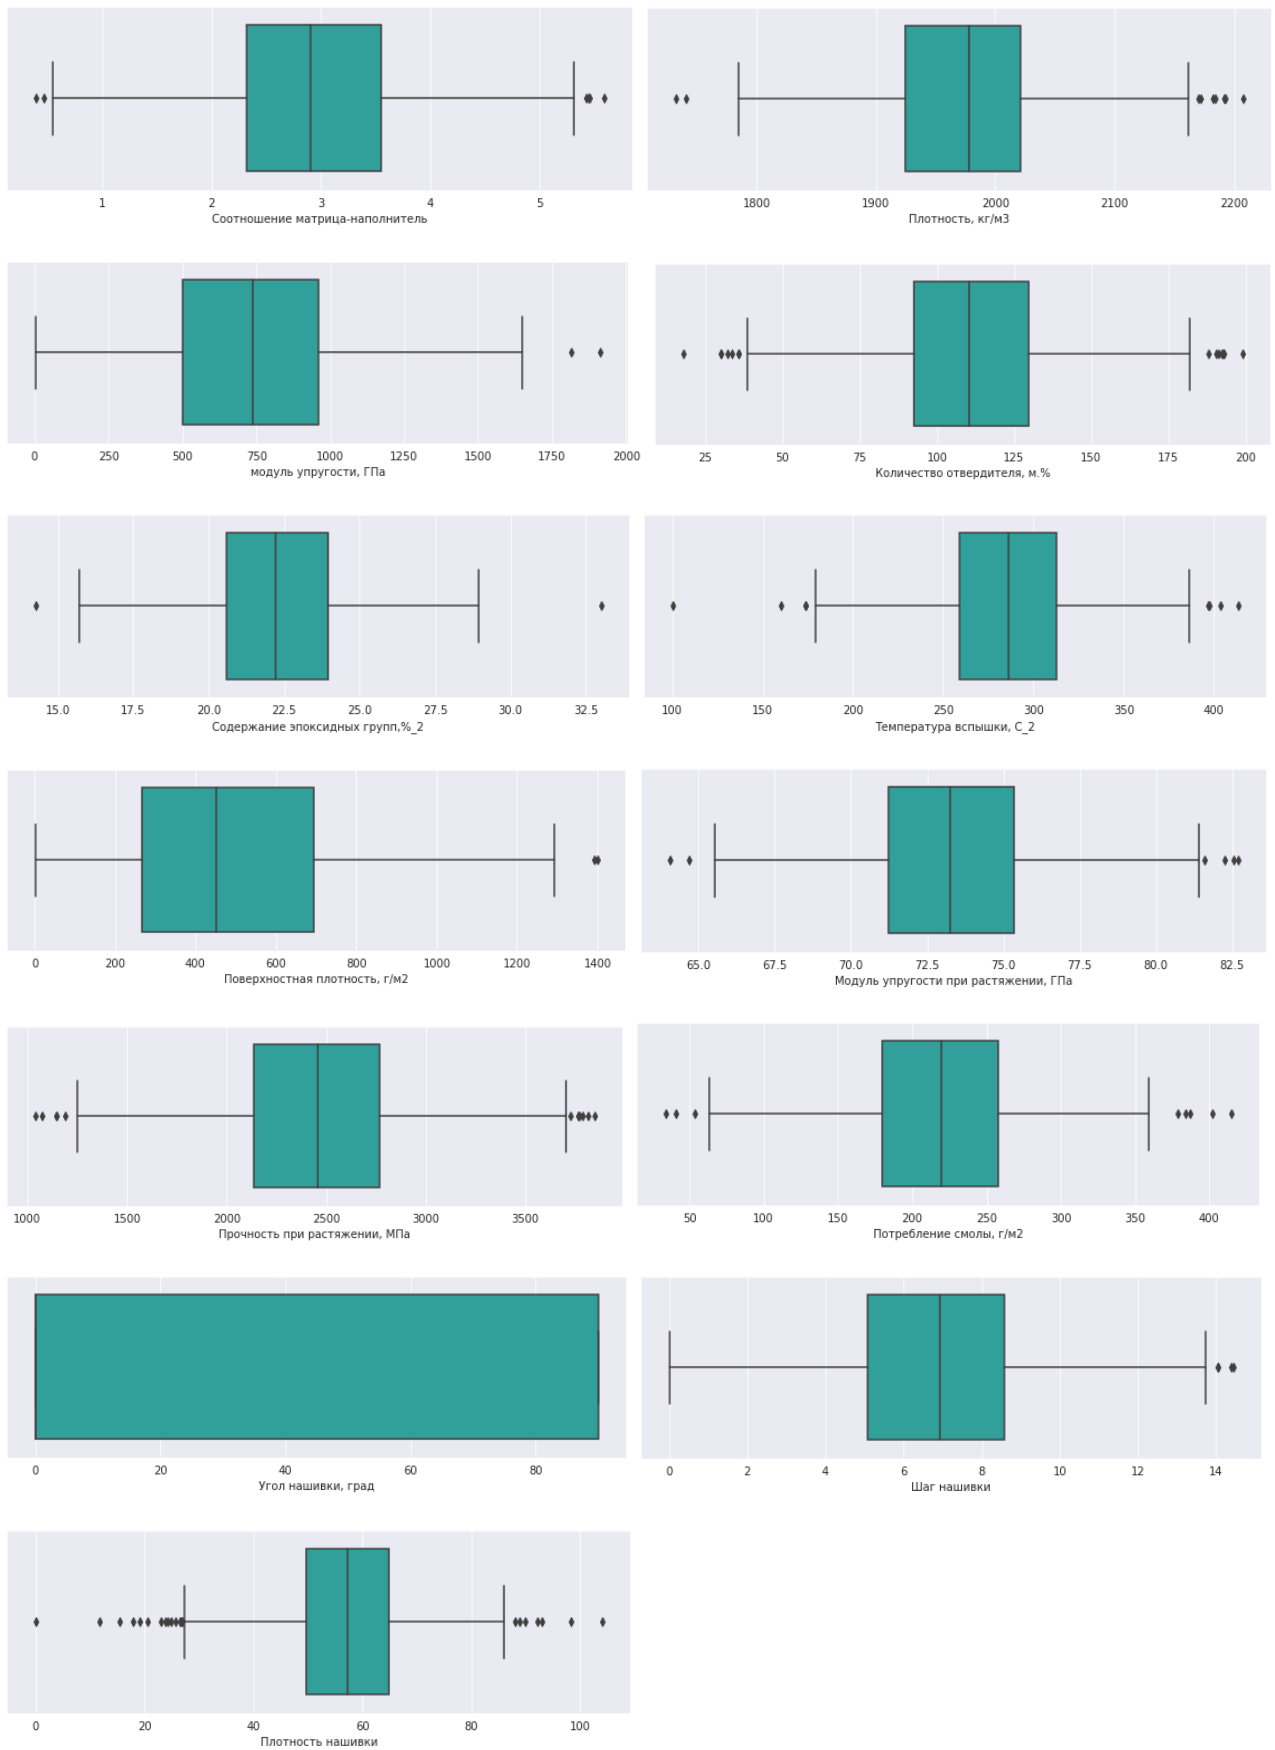 1 2 3 4 5
Соотношение матрица-наполнитель
1800 1900 2000 2100 2200
Плотность, кг/м3
0 250 500 750 1000 1250 1500 1750 2000
модуль упругости, ГПа
25 50 75 100 125 150 175 200
Количество отвердителя, м.%
15.0 17.5 20.0 22.5 25.0 27.5 30.0 32.5
Содержание эпоксидных групп,%_2
100 150 200 250 300 350 400
Температура вспышки, С_2
0 200 400 600 800 1000 1200 1400
Поверхностная плотность, г/м2
65.0 67.5 70.0 72.5 75.0 77.5 80.0 82.5
Модуль упругости при растяжении, ГПа
1000 1500 2000 2500 3000 3500
Прочность при растяжении, МПа
50 100 150 200 250 300 350 400
Потребление смолы, г/м2
0 20 40 60 80
Угол нашивки, град
0 2 4 6 8 10 12 14
Шаг нашивки
0 20 40 60 80 100
Плотность нашивки